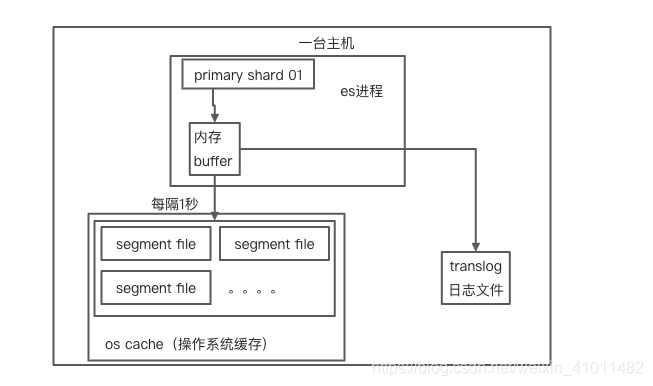 一台主机
primary shard 01
es进程
内存
buffer
每隔1秒
segment file
segment file
segment file
。。。。
translog
日志文件
os cache（操作系统缓存）
https://blog.csdn.net/weixin_41011482